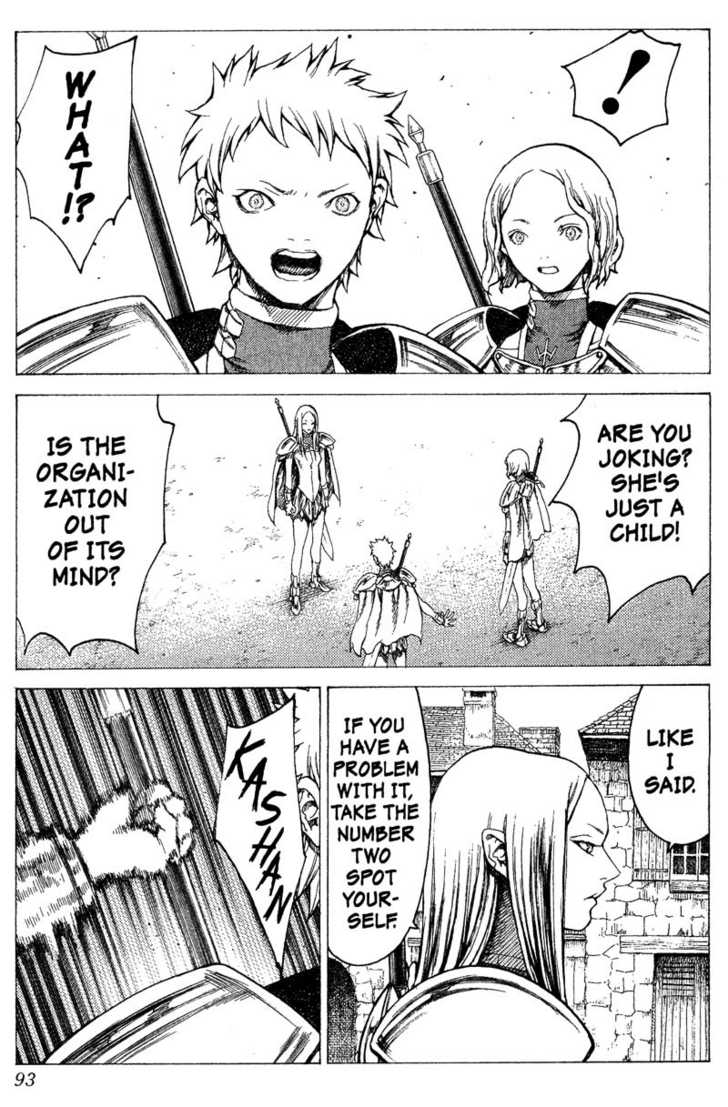 !
WHAT!?
ARE YOU
JOKING?
SHE'S
JUST A
CHILD!
IS THE
ORGANI-
ZATION
OUT
OF ITS
MIND?
LIKE
I
SAID.
IF YOU
HAVE A
PROBLEM
WITH IT,
TAKE THE
NUMBER
TWO
SPOT
YOUR-
SELF.
KASHAN
93